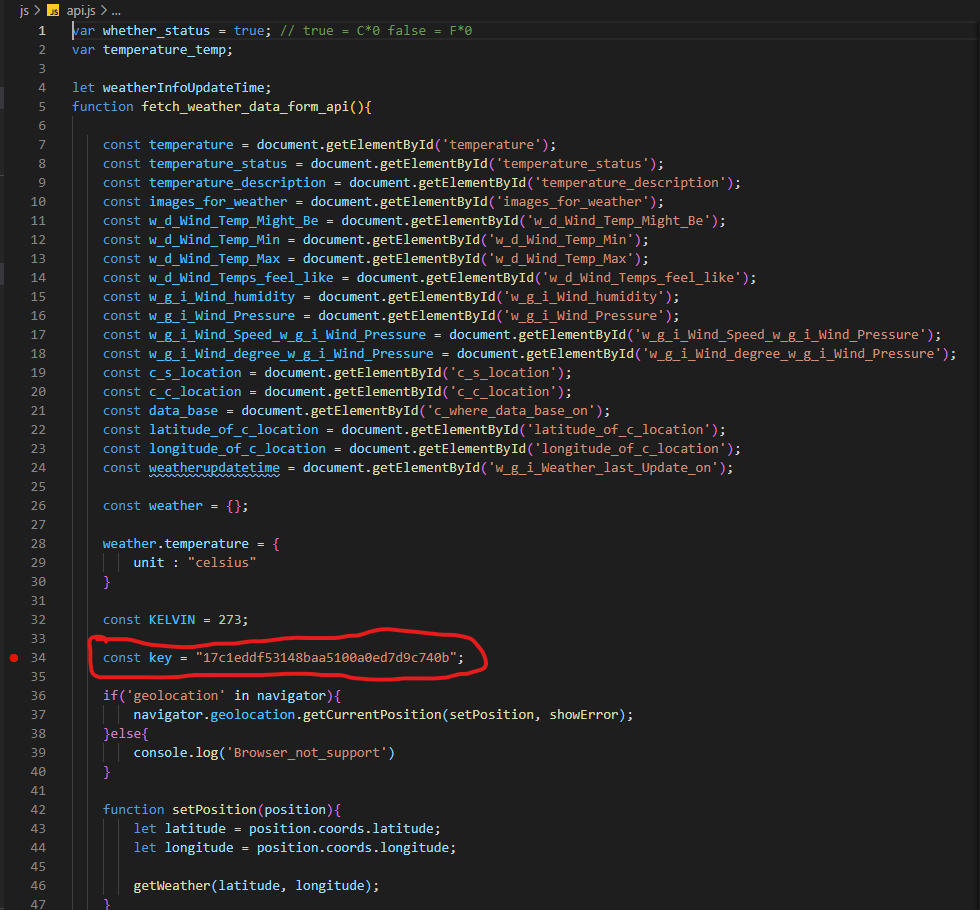 js > JS api.js > ...
1 var whether_status = true; // true = C*0 false = F*0
2 var temperature_temp;
3
4 let weatherInfoUpdateTime;
5 function fetch_weather_data_form_api(){
6
7 const temperature = document.getElementById('temperature');
8 const temperature_status = document.getElementById('temperature_status');
9 const temperature_description = document.getElementById('temperature_description');
10 const images_for_weather = document.getElementById('images_for_weather');
11 const w_d_Wind_Temp_Might_Be = document.getElementById('w_d_Wind_Temp_Might_Be');
12 const w_d_Wind_Temp_Min = document.getElementById('w_d_Wind_Temp_Min');
13 const w_d_Wind_Temp_Max = document.getElementById('w_d_Wind_Temp_Max');
14 const w_d_Wind_Temps_feel_like = document.getElementById('w_d_Wind_Temps_feel_like');
15 const w_g_i_Wind_humidity = document.getElementById('w_g_i_Wind_humidity');
16 const w_g_i_Wind_Pressure = document.getElementById('w_g_i_Wind_Pressure');
17 const w_g_i_Wind_Speed_w_g_i_Wind_Pressure = document.getElementById('w_g_i_Wind_Speed_w_g_i_Wind_Pressure');
18 const w_g_i_Wind_degree_w_g_i_Wind_Pressure = document.getElementById('w_g_i_Wind_degree_w_g_i_Wind_Pressure');
19 const c_s_location = document.getElementById('c_s_location');
20 const c_c_location = document.getElementById('c_c_location');
21 const data_base = document.getElementById('c_where_data_base_on');
22 const latitude_of_c_location = document.getElementById('latitude_of_c_location');
23 const longitude_of_c_location = document.getElementById('longitude_of_c_location');
24 const weatherupdatetime = document.getElementById('w_g_i_Weather_last_Update_on');
25
26 const weather = {};
27
28 weather.temperature = {
29 unit : "celsius"
30 }
31
32 const KELVIN = 273;
33
34 const key = "17c1eddf53148baa5100a0ed7d9c740b";
35
36 if('geolocation' in navigator){
37 navigator.geolocation.getCurrentPosition(setPosition, showError);
38 }else{
39 console.log('Browser_not_support')
40 }
41
42 function setPosition(position){
43 let latitude = position.coords.latitude;
44 let longitude = position.coords.longitude;
45
46 getWeather(latitude, longitude);
47 }